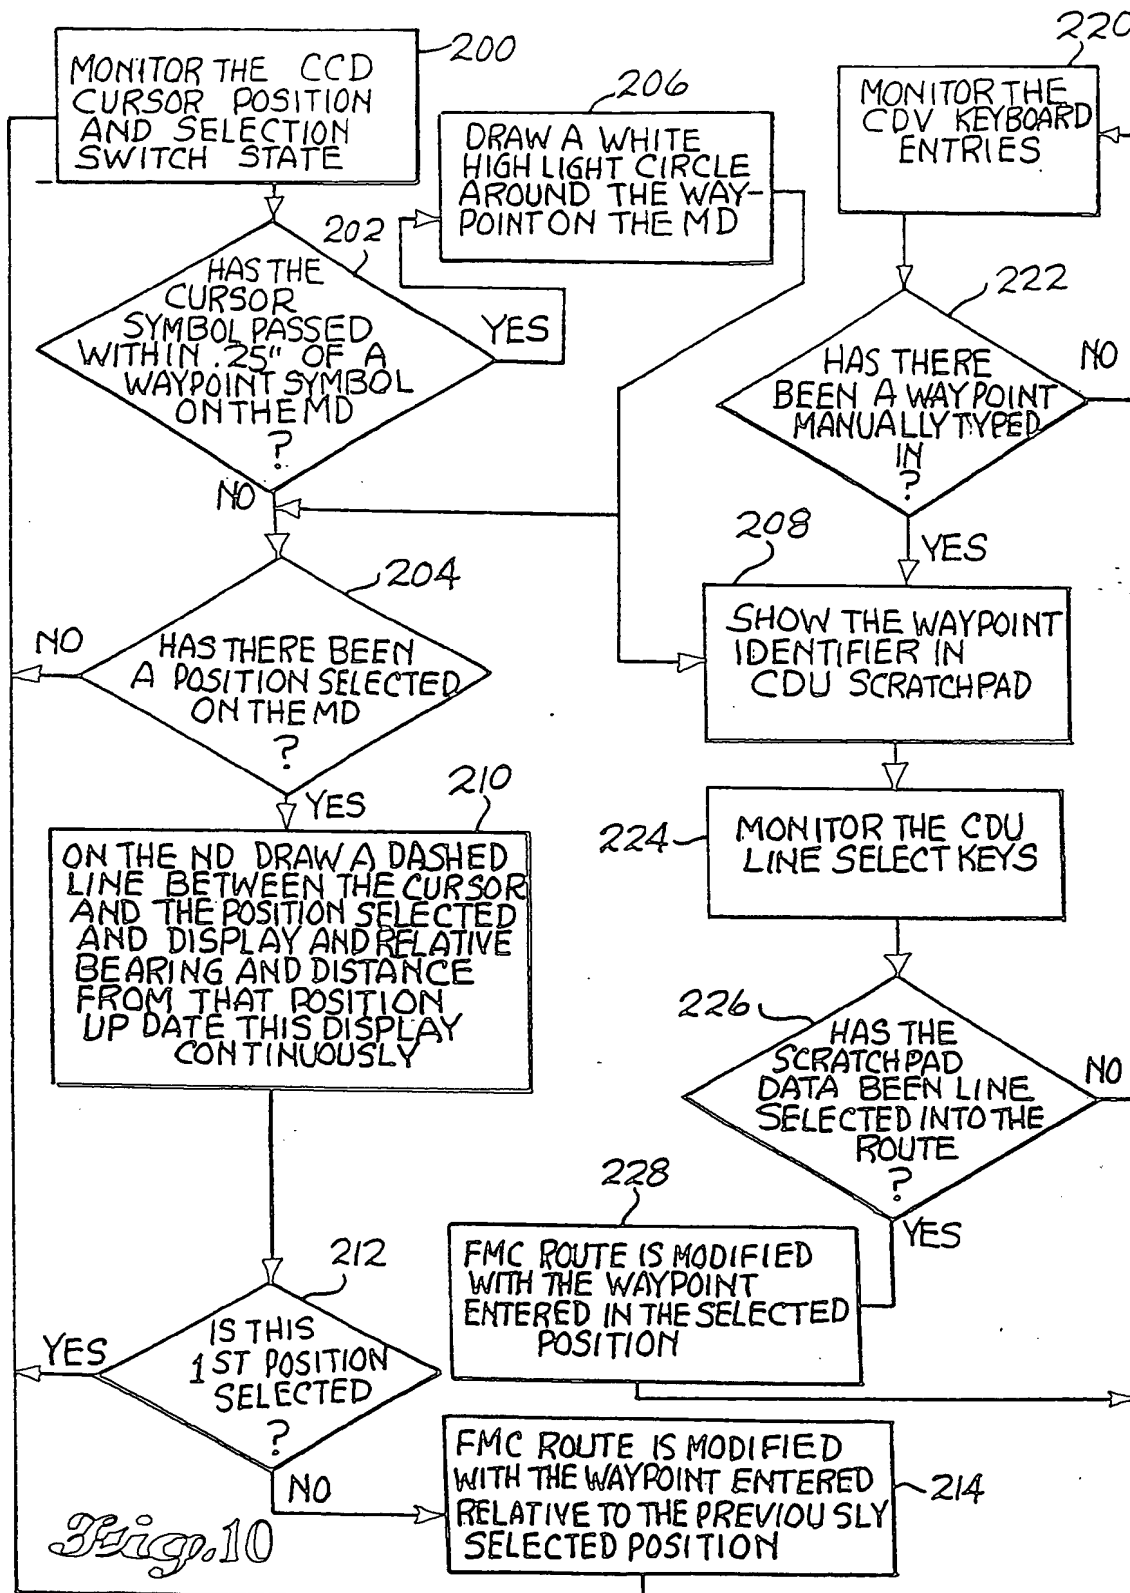 200
MONITOR THE CCD
CURSOR POSITION
AND SELECTION
SWITCH STATE
202
HAS THE
CURSOR
SYMBOL PASSED
WITHIN .25" OF A
WAYPOINT SYMBOL
ON THE MD
?
YES
NO
206
DRAW A WHITE
HIGH LIGHT CIRCLE
AROUND THE WAY-
POINT ON THE MD
204
HAS THERE BEEN
A POSITION SELECTED
ON THE MD
?
NO
YES
210
ON THE ND DRAW A DASHED
LINE BETWEEN THE CURSOR
AND THE POSITION SELECTED
AND DISPLAY AND RELATIVE
BEARING AND DISTANCE
FROM THAT POSITION
UP DATE THIS DISPLAY
CONTINUOUSLY
212
IS THIS
1ST POSITION
SELECTED
?
YES
NO
FMC ROUTE IS MODIFIED
WITH THE WAYPOINT ENTERED
RELATIVE TO THE PREVIOUSLY
SELECTED POSITION
214
220
MONITOR THE
CDV KEYBOARD
ENTRIES
222
HAS THERE
BEEN A WAYPOINT
MANUALLY TYPED
IN
?
NO
YES
208
SHOW THE WAYPOINT
IDENTIFIER IN
CDU SCRATCHPAD
224
MONITOR THE CDU
LINE SELECT KEYS
226
HAS THE
SCRATCHPAD
DATA BEEN LINE
SELECTED INTO THE
ROUTE
?
NO
YES
228
FMC ROUTE IS MODIFIED
WITH THE WAYPOINT
ENTERED IN THE SELECTED
POSITION
Fig. 10